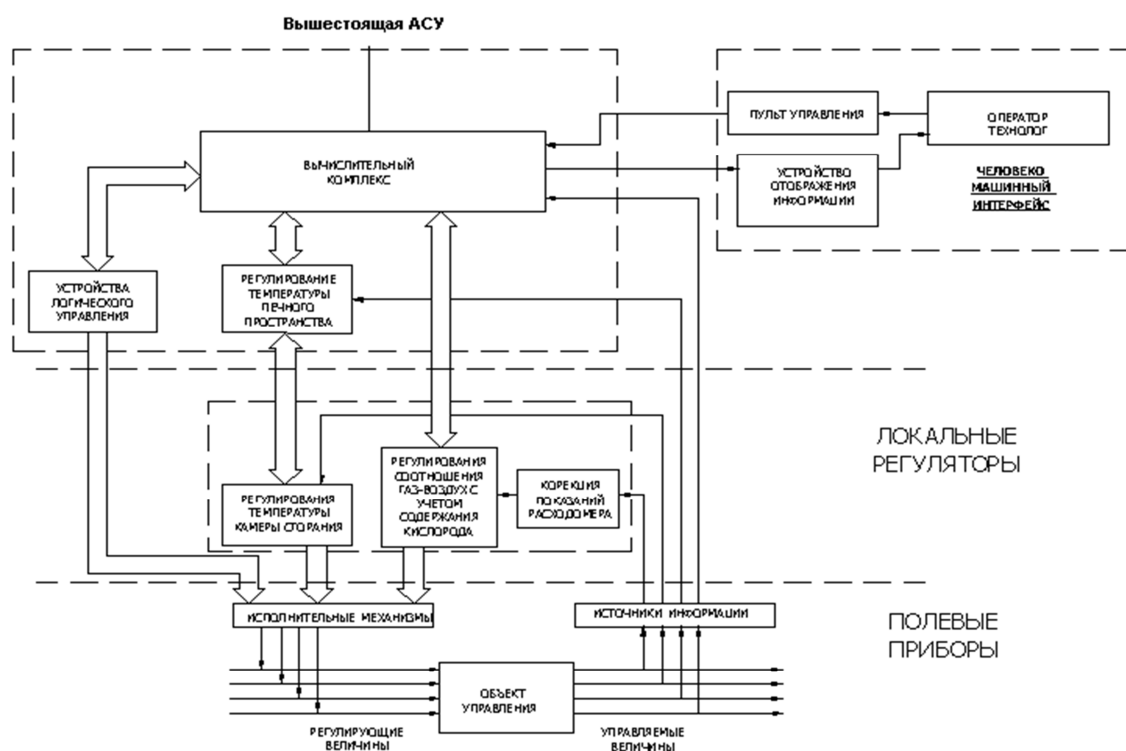 Вышестоящая АСУ
ПУЛЬТ УПРАВЛЕНИЯ
ОПЕРАТОР
ТЕХНОЛОГ
ВЫЧИСЛИТЕЛЬНЫЙ
КОМПЛЕКС
УСТРОЙСТВО
ОТОБРАЖЕНИЯ
ИНФОРМАЦИИ
ЧЕЛОВЕКО
МАШИННЫЙ
ИНТЕРФЕЙС
УСТРОЙСТВА
ЛОГИЧЕСКОГО
УПРАВЛЕНИЯ
РЕГУЛИРОВАНИЕ
ТЕМПЕРАТУРЫ
ПЕЧНОГО
ПРОСТРАНСТВА
ЛОКАЛЬНЫЕ
РЕГУЛЯТОРЫ
РЕГУЛИРОВАНИЯ
ТЕМПЕРАТУРЫ
КАМЕРЫ СГОРАНИЯ
РЕГУЛИРОВАНИЯ
СООТНОШЕНИЯ
ГАЗ-ВОЗДУХ С
УЧЕТОМ
СОДЕРЖАНИЯ
КИСЛОРОДА
КОРЕКЦИЯ
ПОКАЗАНИЙ
РАСХОДОМЕРА
ИСПОЛНИТЕЛЬНЫЕ МЕХАНИЗМЫ
ИСТОЧНИКИ ИНФОРМАЦИИ
ПОЛЕВЫЕ
ПРИБОРЫ
ОБЪЕКТ
УПРАВЛЕНИЯ
РЕГУЛИРУЮЩИЕ
ВЕЛИЧИНЫ
УПРАВЛЯЕМЫЕ
ВЕЛИЧИНЫ